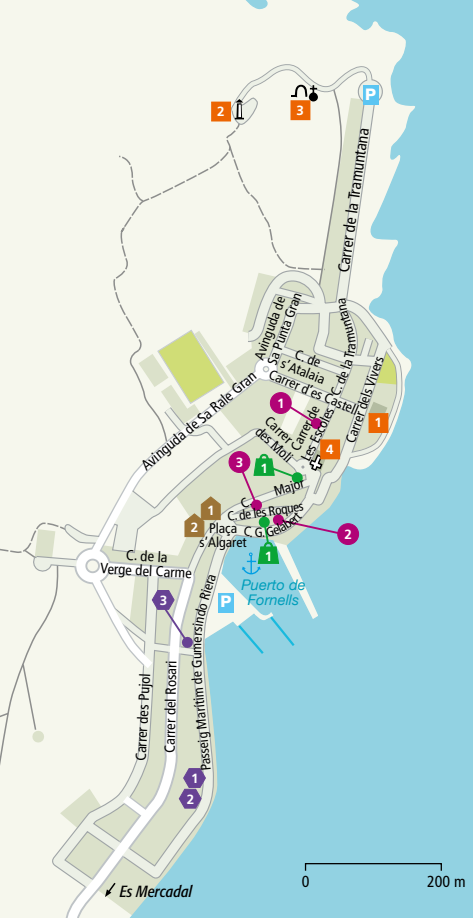 P
2
3
Carrer de la Tramuntana
Avinguda de
Sa Punta Gran
C. de la Tramuntana
C. de
s'Atalaia
Carrer d'es Castell
Carrer dels Vivers
Avinguda de Sa Rale Gran
1
1
Carrer de
Les Escoles
Carrer
des Moli
4
3
1
C. Major
1
C. de les Roques
2
Plaça
s'Algaret
C G. Gelabert
2
1
C. de la
Verge del Carme
Puerto de
Fornells
3
P
Passeig Marítim de Gumersindo Riera
Carrer des Pujol
Carrer del Rosari
1
2
Es Mercadal
0
200 m